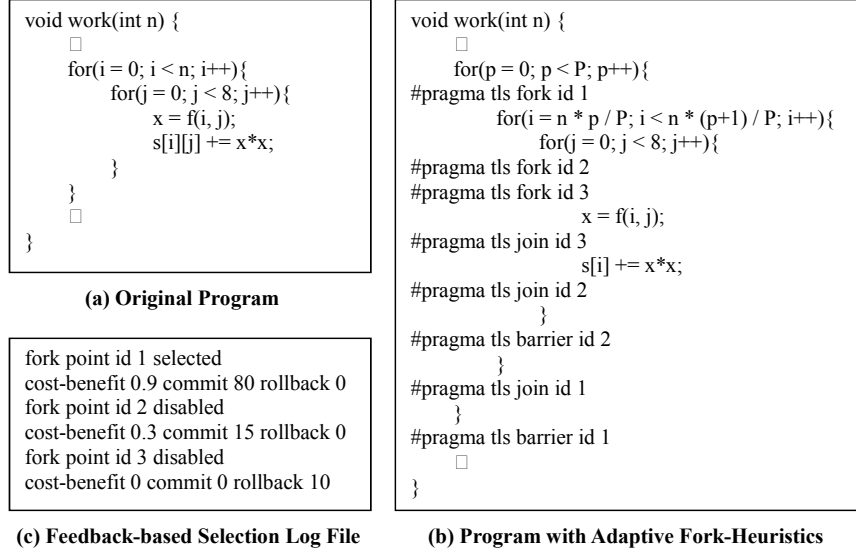 void work(int n) {
□
for(i = 0; i < n; i++){
for(j = 0; j < 8; j++){
x = f(i, j);
s[i][j] += x*x;
}
}
□
}
(a) Original Program
fork point id 1 selected
cost-benefit 0.9 commit 80 rollback 0
fork point id 2 disabled
cost-benefit 0.3 commit 15 rollback 0
fork point id 3 disabled
cost-benefit 0 commit 0 rollback 10
(c) Feedback-based Selection Log File
void work(int n) {
□
for(p = 0; p < P; p++){
#pragma tls fork id 1
for(i = n * p / P; i < n * (p+1) / P; i++){
for(j = 0; j < 8; j++){
#pragma tls fork id 2
#pragma tls fork id 3
x = f(i, j);
#pragma tls join id 3
s[i] += x*x;
#pragma tls join id 2
}
#pragma tls barrier id 2
}
#pragma tls join id 1
}
#pragma tls barrier id 1
□
}
(b) Program with Adaptive Fork-Heuristics